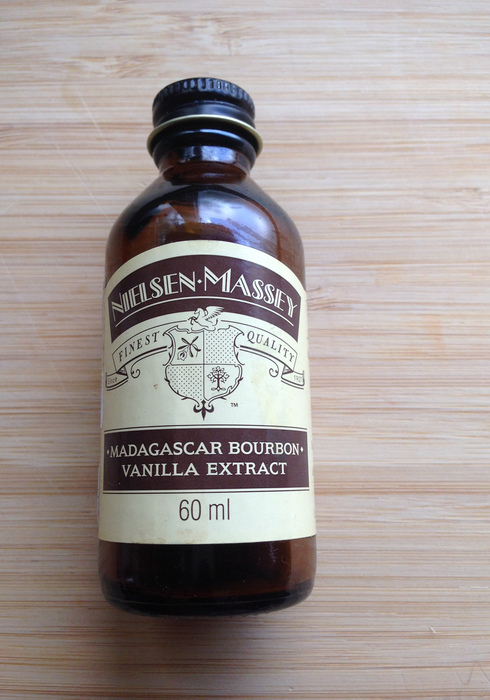 NIELSEN·MASSEY
FINEST QUALITY
TM
·MADAGASCAR BOURBON·
VANILLA EXTRACT
60 ml